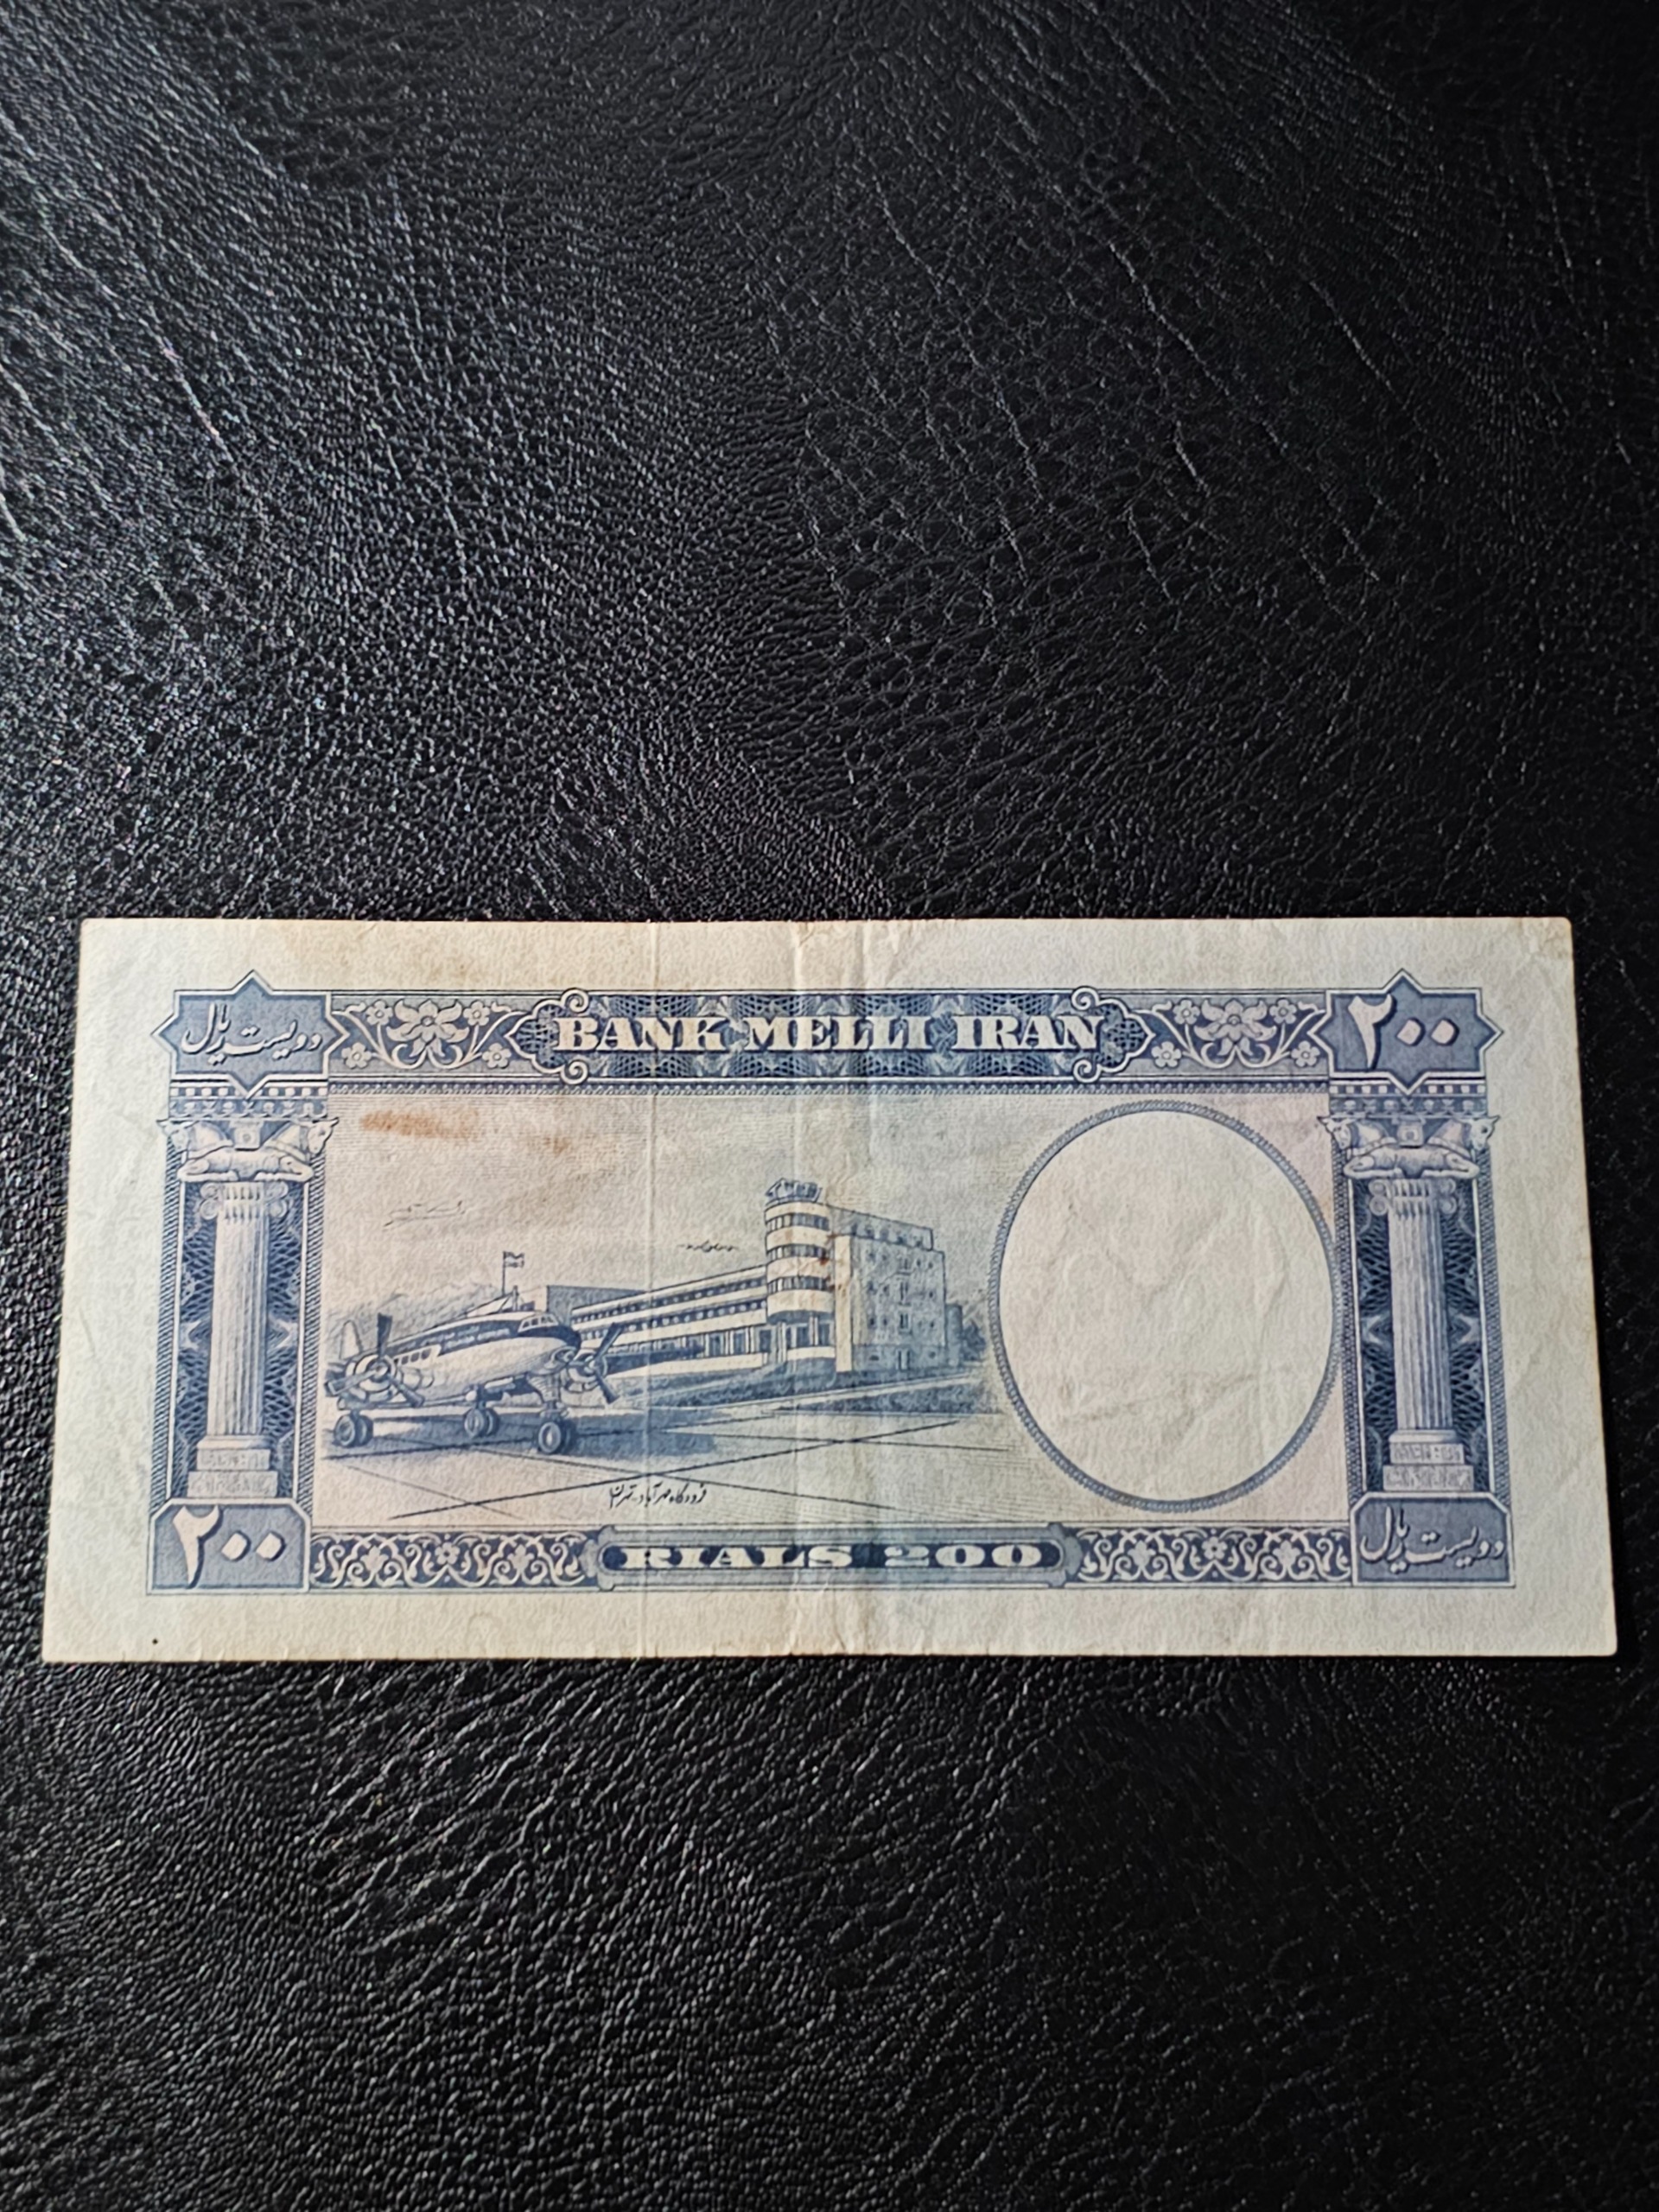 دویست ریال
BANK MELLI IRAN
۲۰۰
فرودگاه مهرآباد - تهران
۲۰۰
RIALS 200
دویست ریال